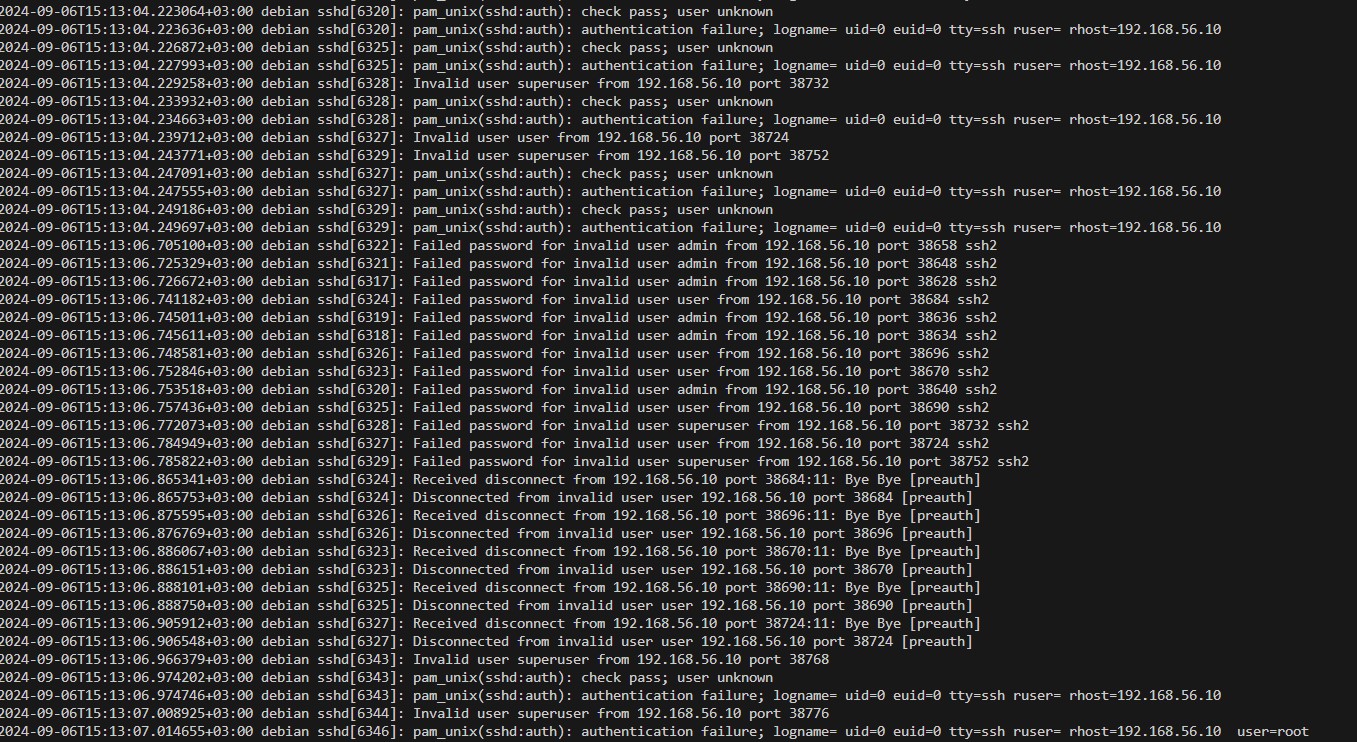 2024-09-06T15:13:04.223064+03:00 debian sshd[6320]: pam_unix(sshd:auth): check pass; user unknown
2024-09-06T15:13:04.223636+03:00 debian sshd[6320]: pam_unix(sshd:auth): authentication failure; logname= uid=0 euid=0 tty=ssh ruser= rhost=192.168.56.10
2024-09-06T15:13:04.226872+03:00 debian sshd[6325]: pam_unix(sshd:auth): check pass; user unknown
2024-09-06T15:13:04.227993+03:00 debian sshd[6325]: pam_unix(sshd:auth): authentication failure; logname= uid=0 euid=0 tty=ssh ruser= rhost=192.168.56.10
2024-09-06T15:13:04.229258+03:00 debian sshd[6328]: Invalid user superuser from 192.168.56.10 port 38732
2024-09-06T15:13:04.233932+03:00 debian sshd[6328]: pam_unix(sshd:auth): check pass; user unknown
2024-09-06T15:13:04.234663+03:00 debian sshd[6328]: pam_unix(sshd:auth): authentication failure; logname= uid=0 euid=0 tty=ssh ruser= rhost=192.168.56.10
2024-09-06T15:13:04.239712+03:00 debian sshd[6327]: Invalid user user from 192.168.56.10 port 38724
2024-09-06T15:13:04.243771+03:00 debian sshd[6329]: Invalid user superuser from 192.168.56.10 port 38752
2024-09-06T15:13:04.247091+03:00 debian sshd[6327]: pam_unix(sshd:auth): check pass; user unknown
2024-09-06T15:13:04.247555+03:00 debian sshd[6327]: pam_unix(sshd:auth): authentication failure; logname= uid=0 euid=0 tty=ssh ruser= rhost=192.168.56.10
2024-09-06T15:13:04.249186+03:00 debian sshd[6329]: pam_unix(sshd:auth): check pass; user unknown
2024-09-06T15:13:04.249697+03:00 debian sshd[6329]: pam_unix(sshd:auth): authentication failure; logname= uid=0 euid=0 tty=ssh ruser= rhost=192.168.56.10
2024-09-06T15:13:06.705100+03:00 debian sshd[6322]: Failed password for invalid user admin from 192.168.56.10 port 38658 ssh2
2024-09-06T15:13:06.725329+03:00 debian sshd[6321]: Failed password for invalid user admin from 192.168.56.10 port 38648 ssh2
2024-09-06T15:13:06.726672+03:00 debian sshd[6317]: Failed password for invalid user admin from 192.168.56.10 port 38628 ssh2
2024-09-06T15:13:06.741182+03:00 debian sshd[6324]: Failed password for invalid user user from 192.168.56.10 port 38684 ssh2
2024-09-06T15:13:06.745011+03:00 debian sshd[6319]: Failed password for invalid user admin from 192.168.56.10 port 38636 ssh2
2024-09-06T15:13:06.745611+03:00 debian sshd[6318]: Failed password for invalid user admin from 192.168.56.10 port 38634 ssh2
2024-09-06T15:13:06.748581+03:00 debian sshd[6326]: Failed password for invalid user user from 192.168.56.10 port 38696 ssh2
2024-09-06T15:13:06.752846+03:00 debian sshd[6323]: Failed password for invalid user user from 192.168.56.10 port 38670 ssh2
2024-09-06T15:13:06.753518+03:00 debian sshd[6320]: Failed password for invalid user admin from 192.168.56.10 port 38640 ssh2
2024-09-06T15:13:06.757436+03:00 debian sshd[6325]: Failed password for invalid user user from 192.168.56.10 port 38690 ssh2
2024-09-06T15:13:06.772073+03:00 debian sshd[6328]: Failed password for invalid user superuser from 192.168.56.10 port 38732 ssh2
2024-09-06T15:13:06.784949+03:00 debian sshd[6327]: Failed password for invalid user user from 192.168.56.10 port 38724 ssh2
2024-09-06T15:13:06.785822+03:00 debian sshd[6329]: Failed password for invalid user superuser from 192.168.56.10 port 38752 ssh2
2024-09-06T15:13:06.865341+03:00 debian sshd[6324]: Received disconnect from 192.168.56.10 port 38684:11: Bye Bye [preauth]
2024-09-06T15:13:06.865753+03:00 debian sshd[6324]: Disconnected from invalid user user 192.168.56.10 port 38684 [preauth]
2024-09-06T15:13:06.875595+03:00 debian sshd[6326]: Received disconnect from 192.168.56.10 port 38696:11: Bye Bye [preauth]
2024-09-06T15:13:06.876769+03:00 debian sshd[6326]: Disconnected from invalid user user 192.168.56.10 port 38696 [preauth]
2024-09-06T15:13:06.886067+03:00 debian sshd[6323]: Received disconnect from 192.168.56.10 port 38670:11: Bye Bye [preauth]
2024-09-06T15:13:06.886151+03:00 debian sshd[6323]: Disconnected from invalid user user 192.168.56.10 port 38670 [preauth]
2024-09-06T15:13:06.888101+03:00 debian sshd[6325]: Received disconnect from 192.168.56.10 port 38690:11: Bye Bye [preauth]
2024-09-06T15:13:06.888750+03:00 debian sshd[6325]: Disconnected from invalid user user 192.168.56.10 port 38690 [preauth]
2024-09-06T15:13:06.905912+03:00 debian sshd[6327]: Received disconnect from 192.168.56.10 port 38724:11: Bye Bye [preauth]
2024-09-06T15:13:06.906548+03:00 debian sshd[6327]: Disconnected from invalid user user 192.168.56.10 port 38724 [preauth]
2024-09-06T15:13:06.966379+03:00 debian sshd[6343]: Invalid user superuser from 192.168.56.10 port 38768
2024-09-06T15:13:06.974202+03:00 debian sshd[6343]: pam_unix(sshd:auth): check pass; user unknown
2024-09-06T15:13:06.974746+03:00 debian sshd[6343]: pam_unix(sshd:auth): authentication failure; logname= uid=0 euid=0 tty=ssh ruser= rhost=192.168.56.10
2024-09-06T15:13:07.008925+03:00 debian sshd[6344]: Invalid user superuser from 192.168.56.10 port 38776
2024-09-06T15:13:07.014655+03:00 debian sshd[6346]: pam_unix(sshd:auth): authentication failure; logname= uid=0 euid=0 tty=ssh ruser= rhost=192.168.56.10  user=root